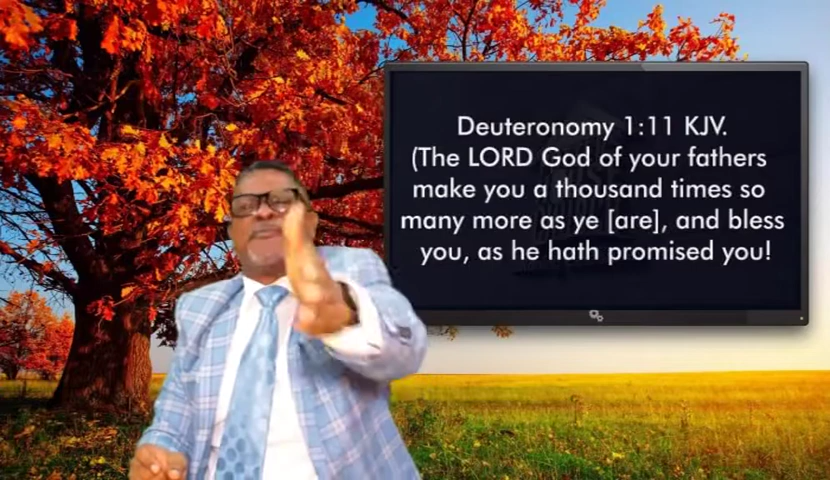 Deuteronomy 1:11 KJV.
(The LORD God of your fathers
make you a thousand times so
many more as ye [are], and bless
you, as he hath promised you!